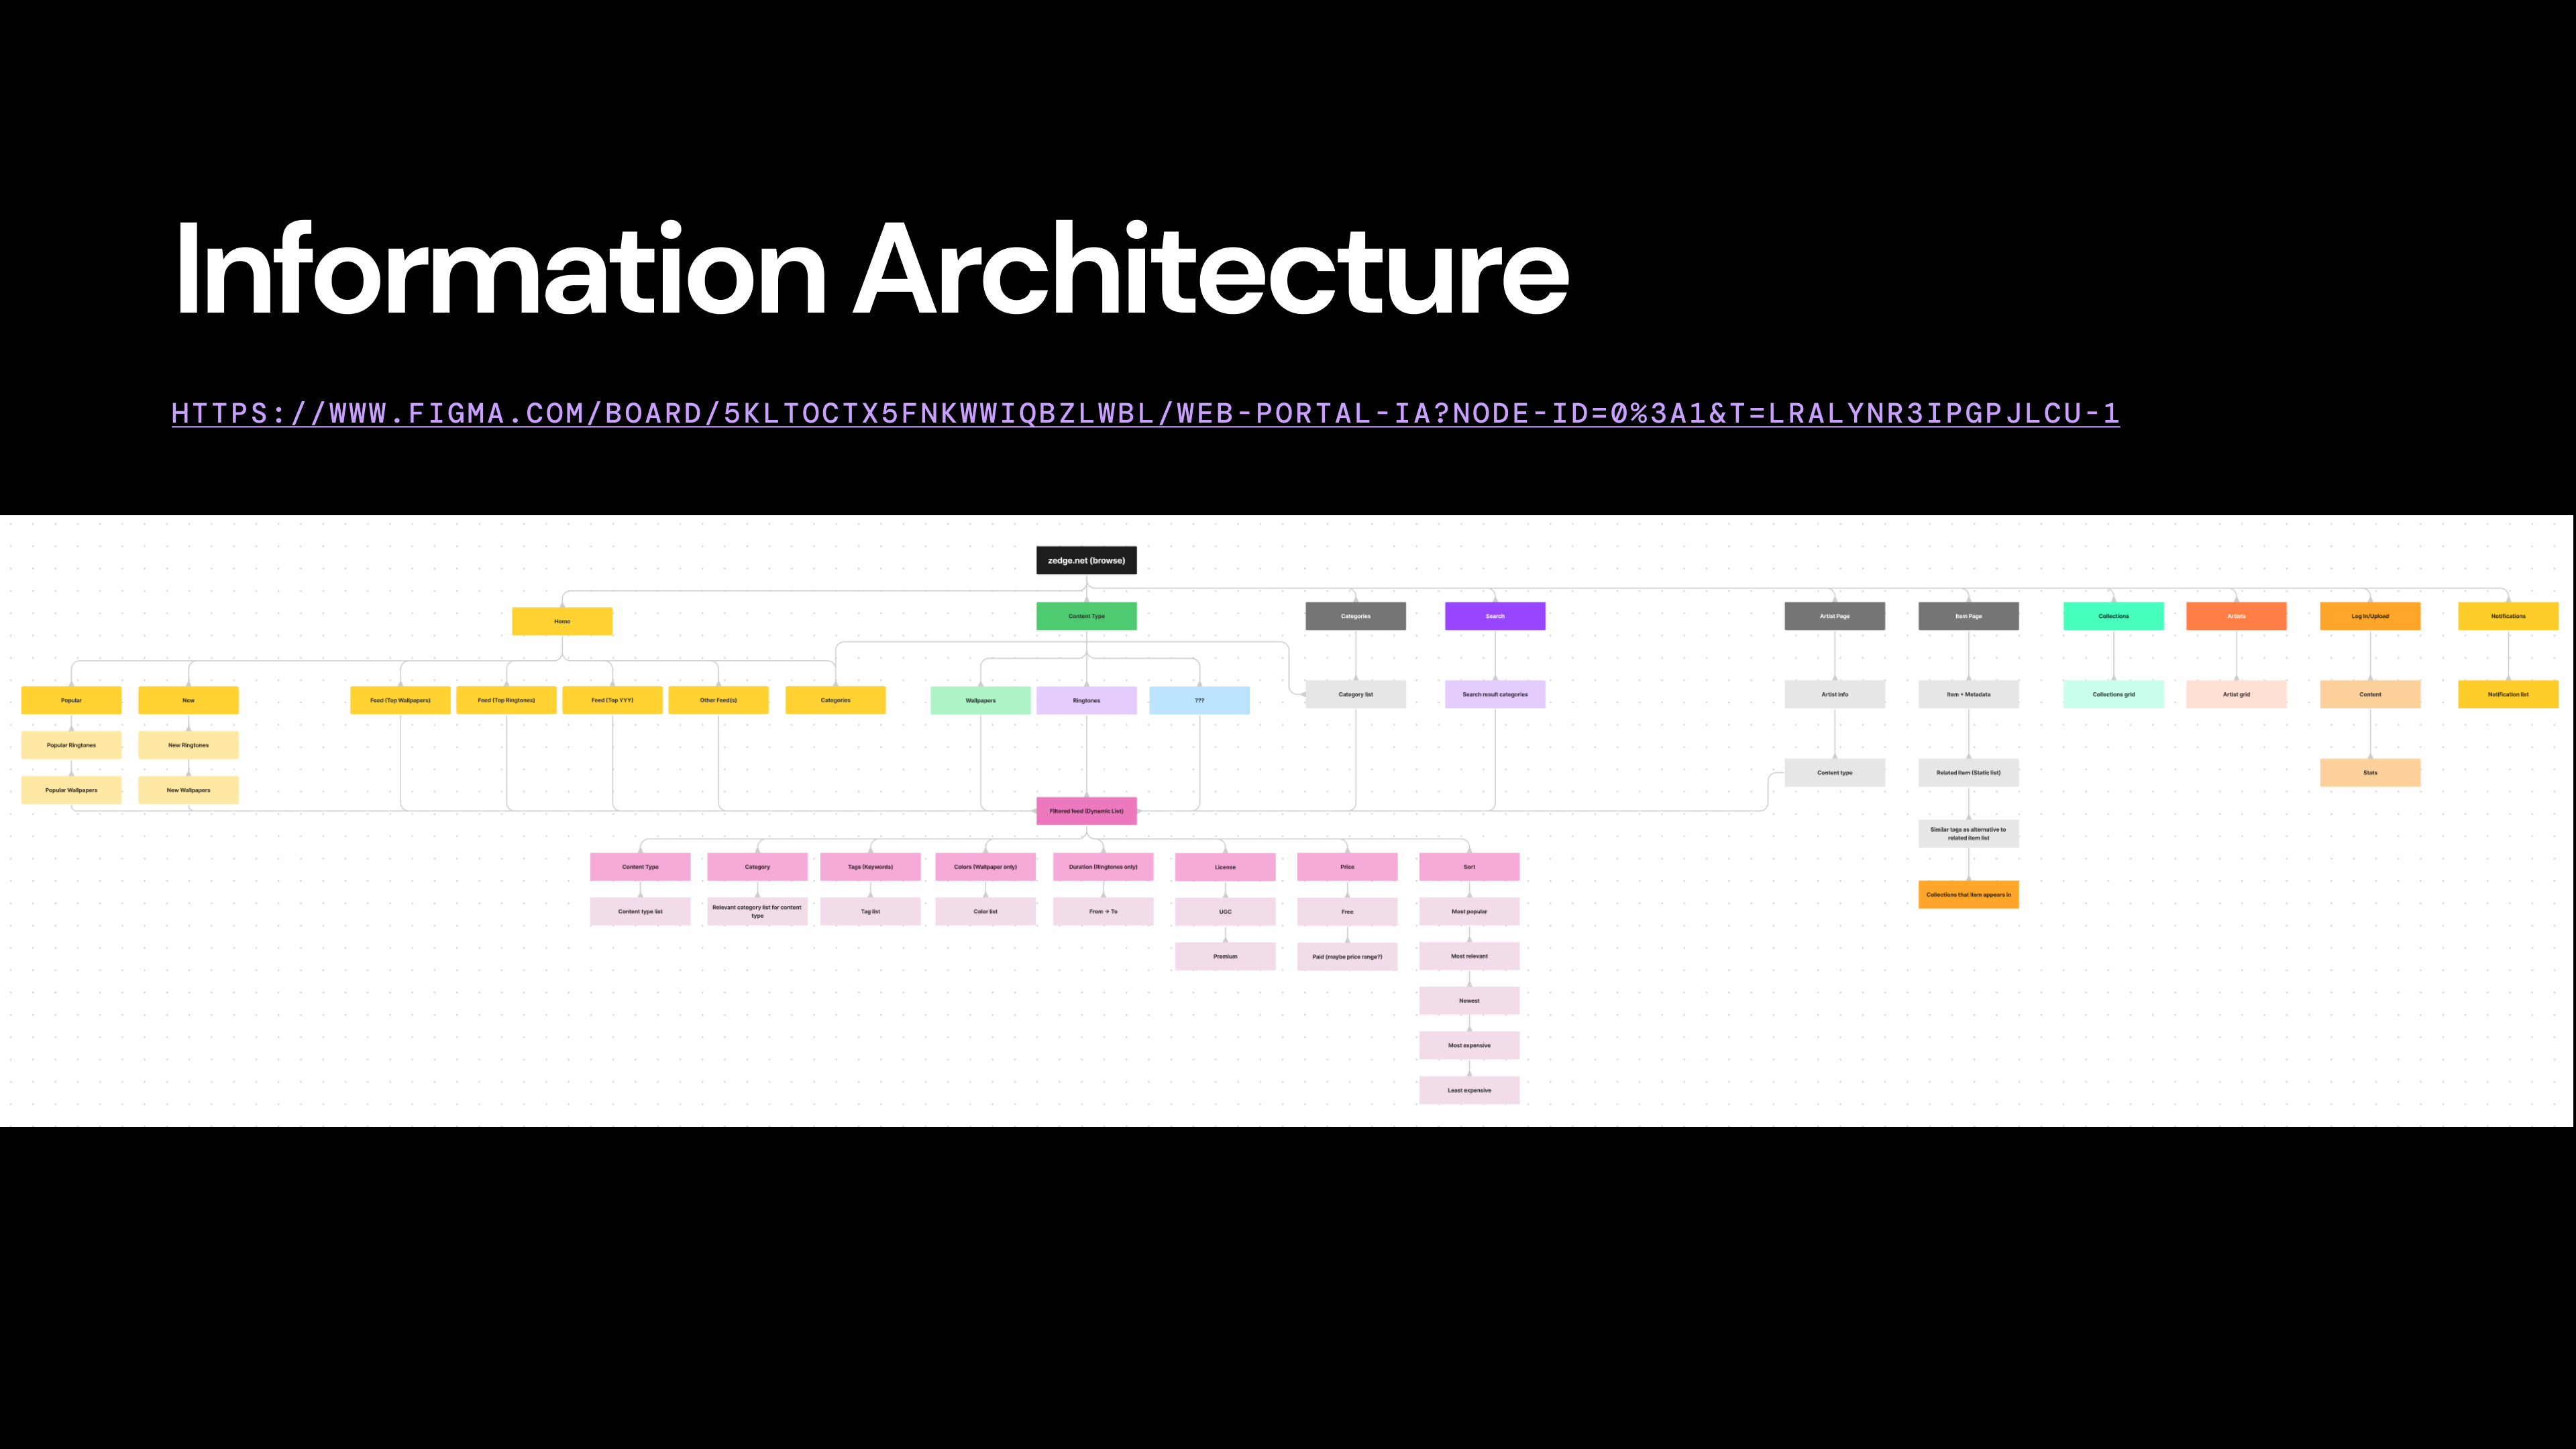 Information Architecture
HTTPS://WWW.FIGMA.COM/BOARD/5KLTOCTX5FNKWWIQBZLWBL/WEB-PORTAL-IA?NODE-ID=0%3A1&T=LRALYNR3IPGPJLCU-1
zedge.net (browse)
Home
Content Type
Categories
Search
Artist Page
Item Page
Collections
Artists
Log In/Upload
Notifications
Popular
New
Feed (Top Wallpapers)
Feed (Top Ringtones)
Feed (Top YYY)
Other Feed(s)
Categories
Wallpapers
Ringtones
???
Category list
Search result categories
Artist info
Item + Metadata
Collections grid
Artist grid
Content
Notification list
Popular Ringtones
New Ringtones
Popular Wallpapers
New Wallpapers
Content type
Related Item (Static list)
Stats
Filtered feed (Dynamic List)
Similar tags as alternative to
related item list
Collections that item appears in
Content Type
Category
Tags (Keywords)
Colors (Wallpaper only)
Duration (Ringtones only)
License
Price
Sort
Content type list
Relevant category list for content
type
Tag list
Color list
From → To
UGC
Free
Most popular
Premium
Paid (maybe price range?)
Most relevant
Newest
Most expensive
Least expensive